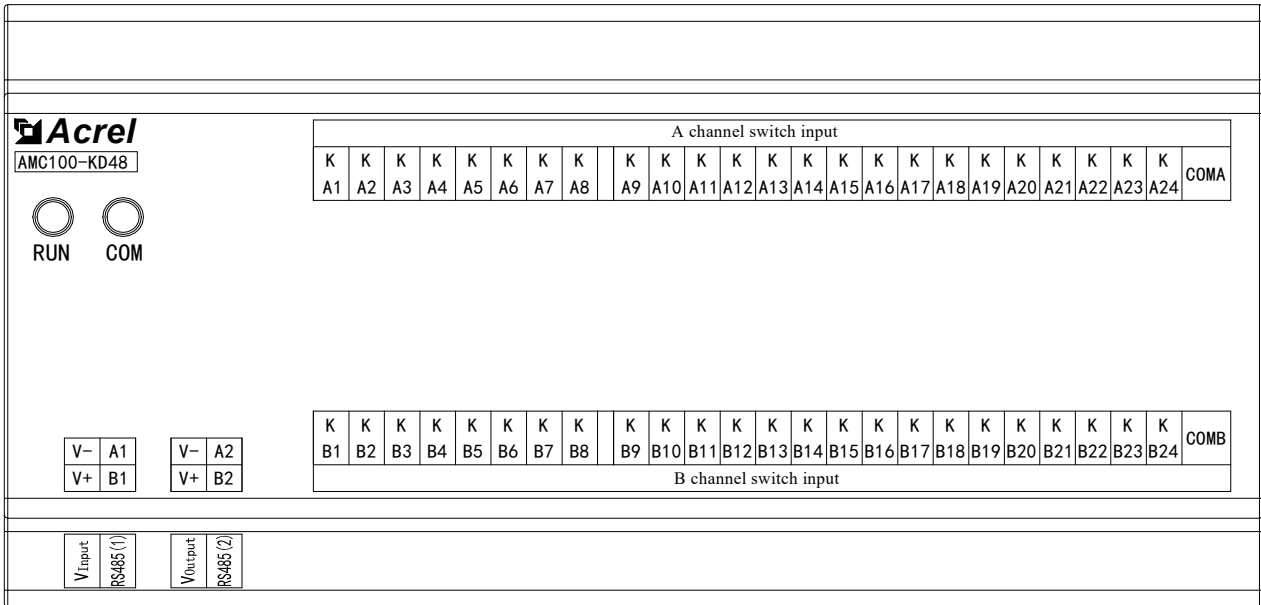 Acrel
AMC100-KD48
RUN COM
A channel switch input
K K K K K K K K K K K K K K K K K K K K K K K K
A1 A2 A3 A4 A5 A6 A7 A8 A9 A10 A11 A12 A13 A14 A15 A16 A17 A18 A19 A20 A21 A22 A23 A24 COMA
K K K K K K K K K K K K K K K K K K K K K K K K
B1 B2 B3 B4 B5 B6 B7 B8 B9 B10 B11 B12 B13 B14 B15 B16 B17 B18 B19 B20 B21 B22 B23 B24 COMB
B channel switch input
V- A1 V- A2
V+ B1 V+ B2
VInput
RS485(1)
VOutput
RS485(2)